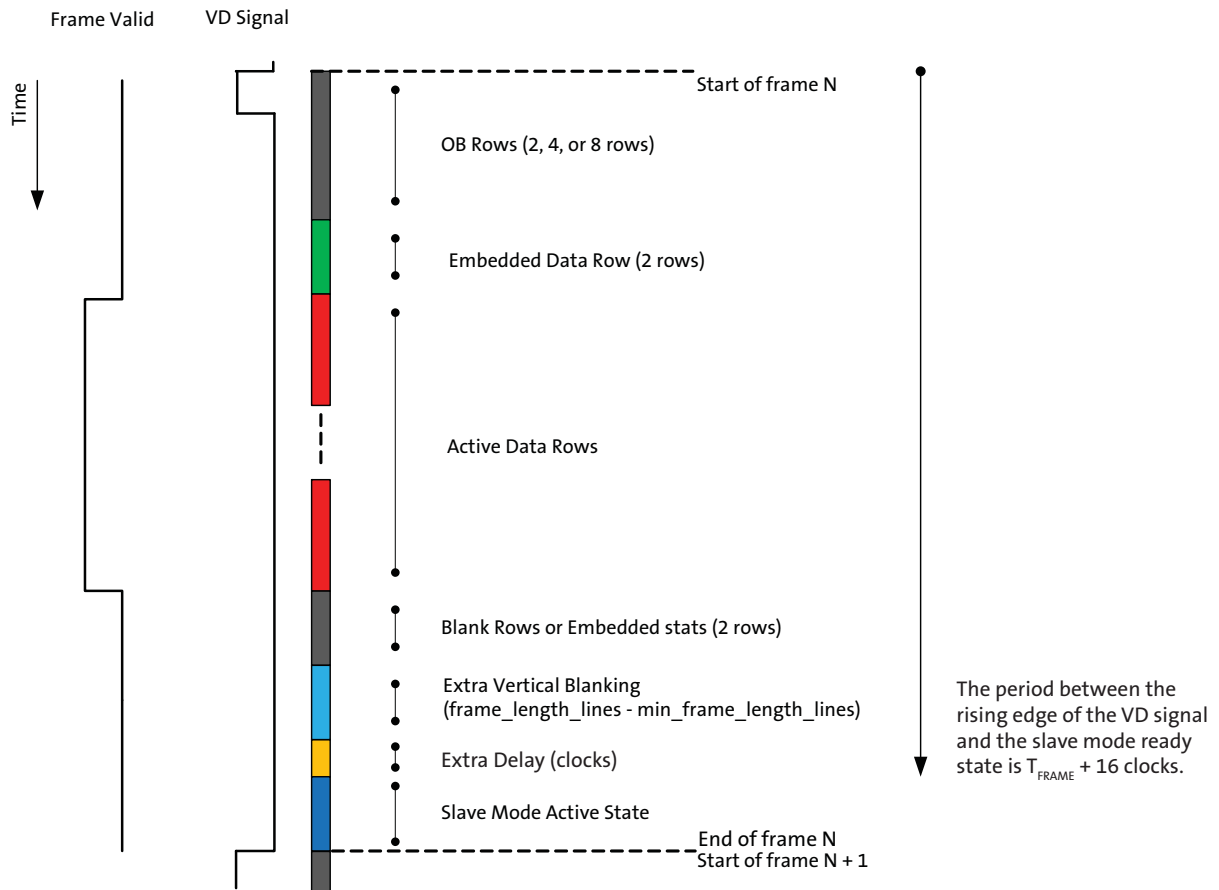 Frame Valid
VD Signal
Time
Start of frame N
OB Rows (2, 4, or 8 rows)
Embedded Data Row (2 rows)
Active Data Rows
Blank Rows or Embedded stats (2 rows)
Extra Vertical Blanking
(frame_length_lines - min_frame_length_lines)
Extra Delay (clocks)
Slave Mode Active State
End of frame N
Start of frame N + 1
The period between the
rising edge of the VD signal
and the slave mode ready
state is TFRAME + 16 clocks.